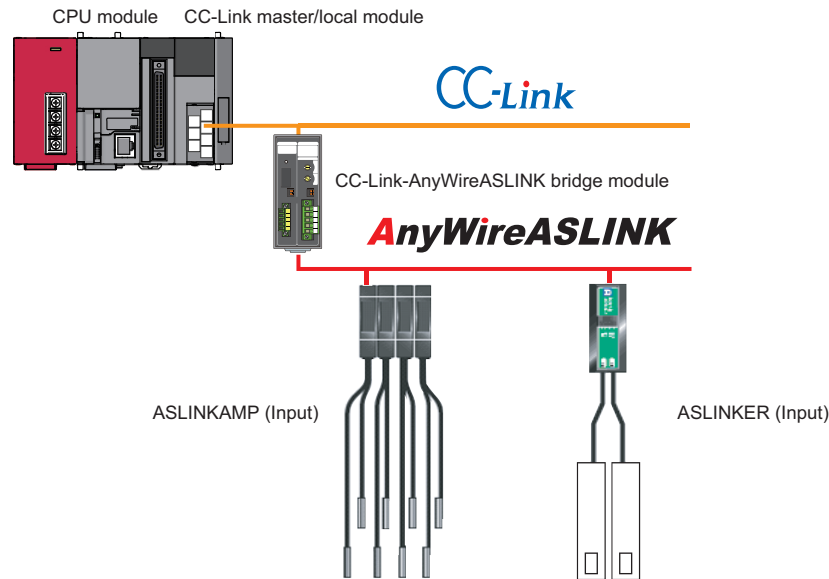 CPU module
CC-Link master/local module
CC-Link
CC-Link-AnyWireASLINK bridge module
AnyWireASLINK
ASLINKAMP (Input)
ASLINKER (Input)